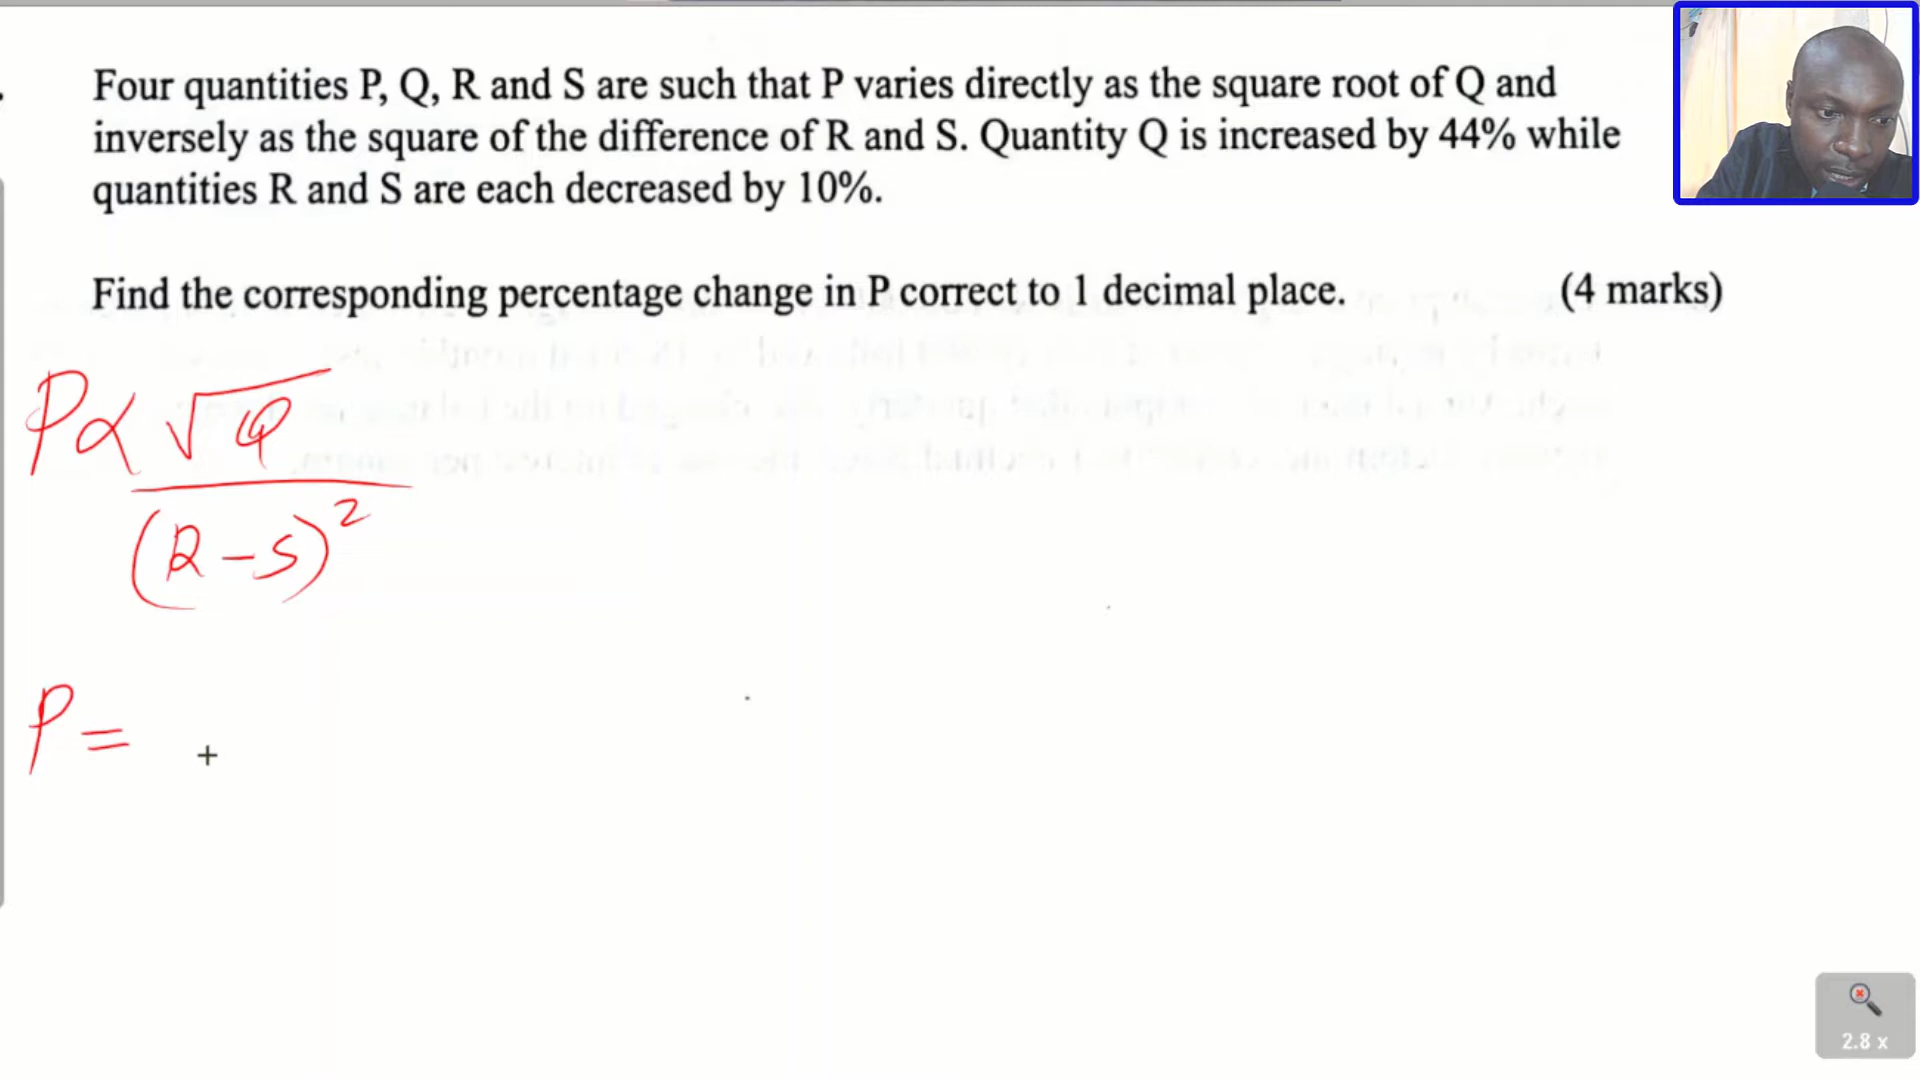 Four quantities P, Q, R and S are such that P varies directly as the square root of Q and
inversely as the square of the difference of R and S. Quantity Q is increased by 44% while
quantities R and S are each decreased by 10%.
Find the corresponding percentage change in P correct to 1 decimal place. (4 marks)
P ∝ √Q
(R - S)²
P =
2.8 x